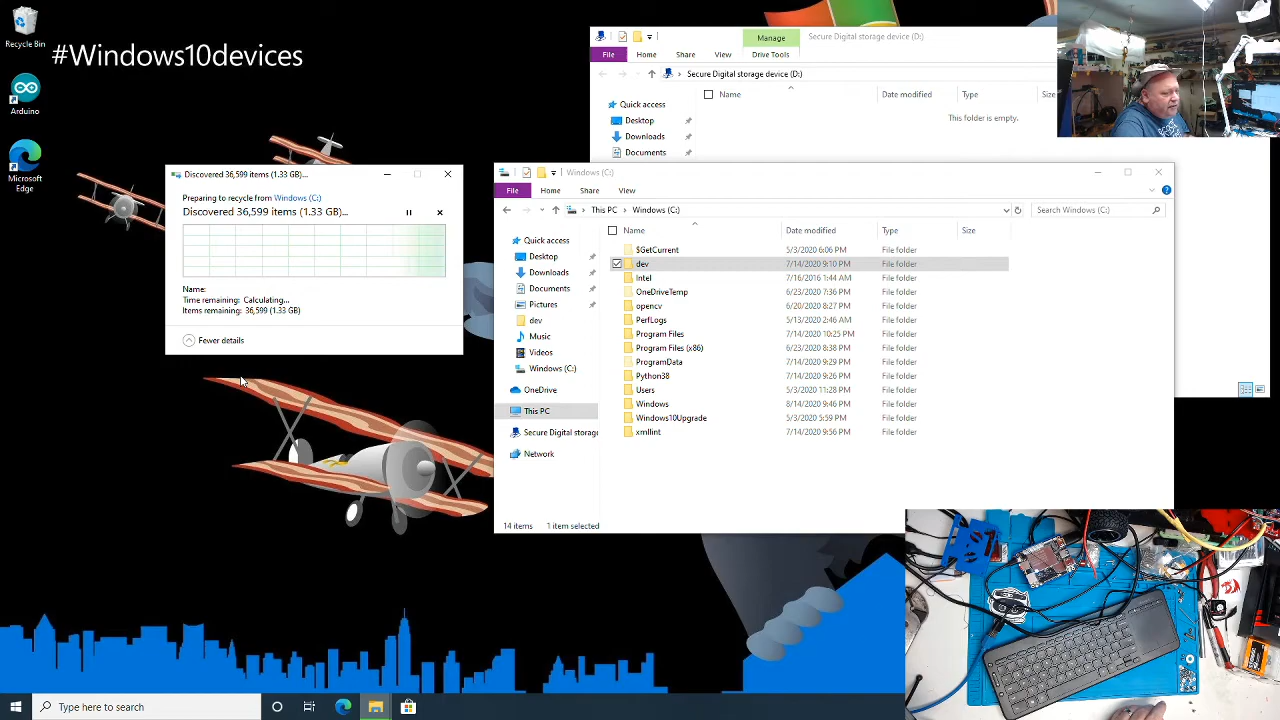 Recycle Bin
#Windows10devices
Arduino
Microsoft
Edge
Manage
Secure Digital storage device (D:)
File
Home
Share
View
Drive Tools
Secure Digital storage device (D:)
Name
Date modified
Type
Size
This folder is empty.
Quick access
Desktop
Downloads
Documents
Discovered 36,599 items (1.33 GB)...
Preparing to recycle from Windows (C:)
Discovered 36,599 items (1.33 GB)...
Name:
Time remaining: Calculating...
Items remaining: 36,599 (1.33 GB)
Fewer details
Windows (C:)
File
Home
Share
View
This PC
Windows (C:)
Search Windows (C:)
Name
Date modified
Type
Size
Quick access
Desktop
Downloads
Documents
Pictures
dev
Music
Videos
Windows (C:)
OneDrive
This PC
Secure Digital storag
Network
$GetCurrent 5/3/2020 6:06 PM File folder
dev 7/14/2020 9:10 PM File folder
Intel 7/16/2016 1:44 AM File folder
OneDriveTemp 6/23/2020 7:36 PM File folder
opencv 6/20/2020 8:27 PM File folder
PerfLogs 5/13/2020 2:46 AM File folder
Program Files 7/14/2020 10:25 PM File folder
Program Files (x86) 6/23/2020 8:38 PM File folder
ProgramData 7/14/2020 9:29 PM File folder
Python38 7/14/2020 9:26 PM File folder
Users 5/3/2020 11:28 PM File folder
Windows 8/14/2020 9:46 PM File folder
Windows10Upgrade 5/3/2020 5:59 PM File folder
xmllint 7/14/2020 9:56 PM File folder
14 items
1 item selected
Type here to search